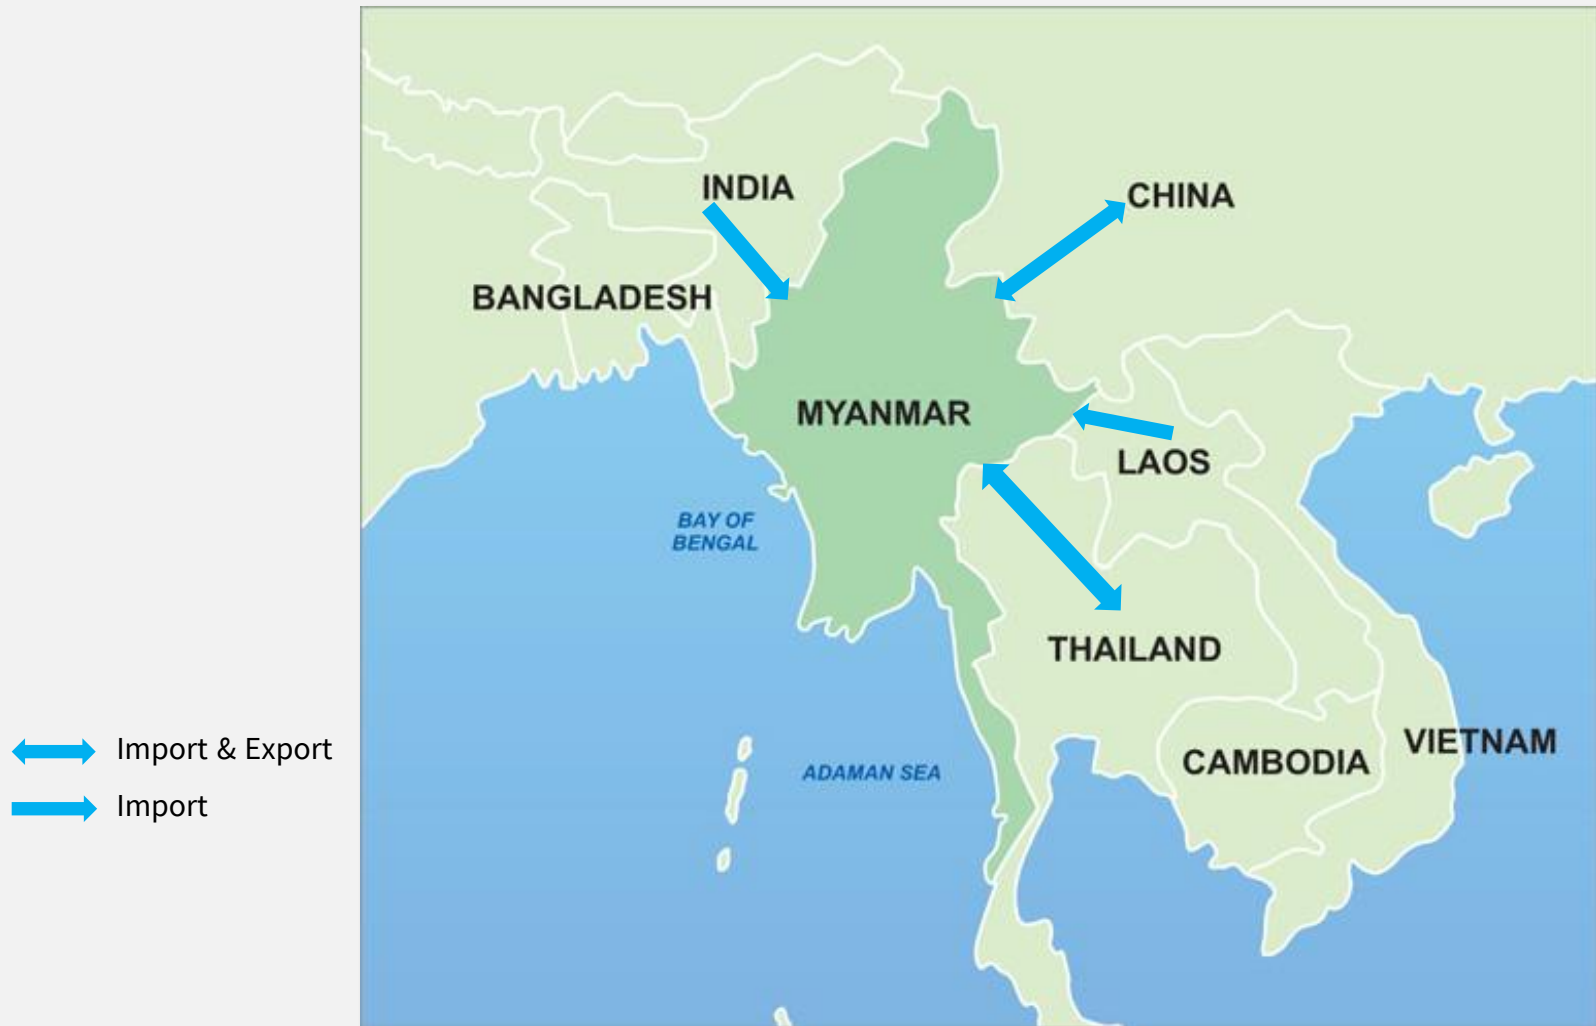 INDIA
CHINA
BANGLADESH
MYANMAR
LAOS
BAY OF
BENGAL
THAILAND
VIETNAM
CAMBODIA
ADAMAN SEA
Import & Export
Import